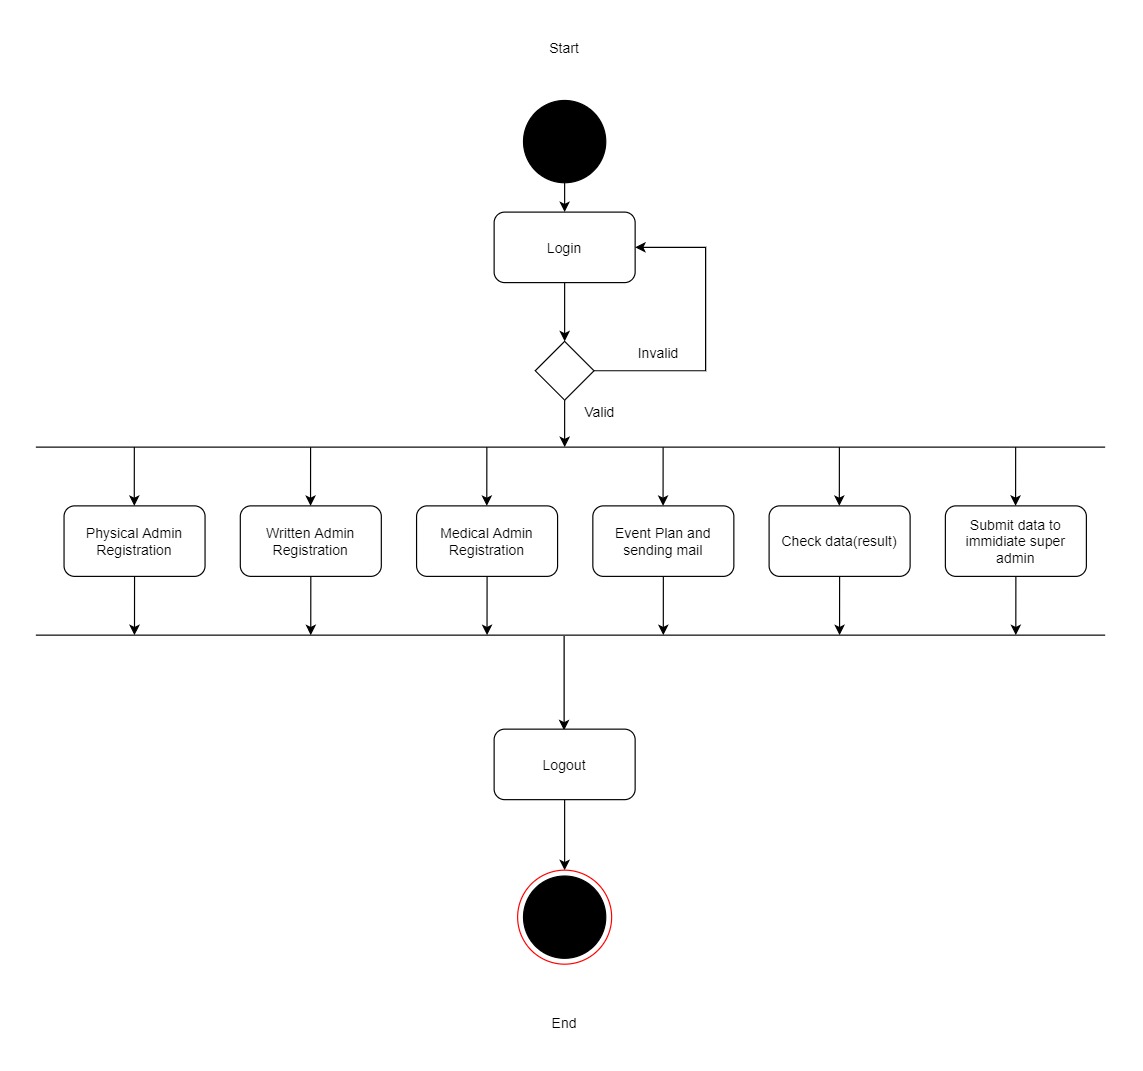 Start
Login
Invalid
Valid
Physical Admin
Registration
Written Admin
Registration
Medical Admin
Registration
Event Plan and
sending mail
Check data(result)
Submit data to
immidiate super
admin
Logout
End